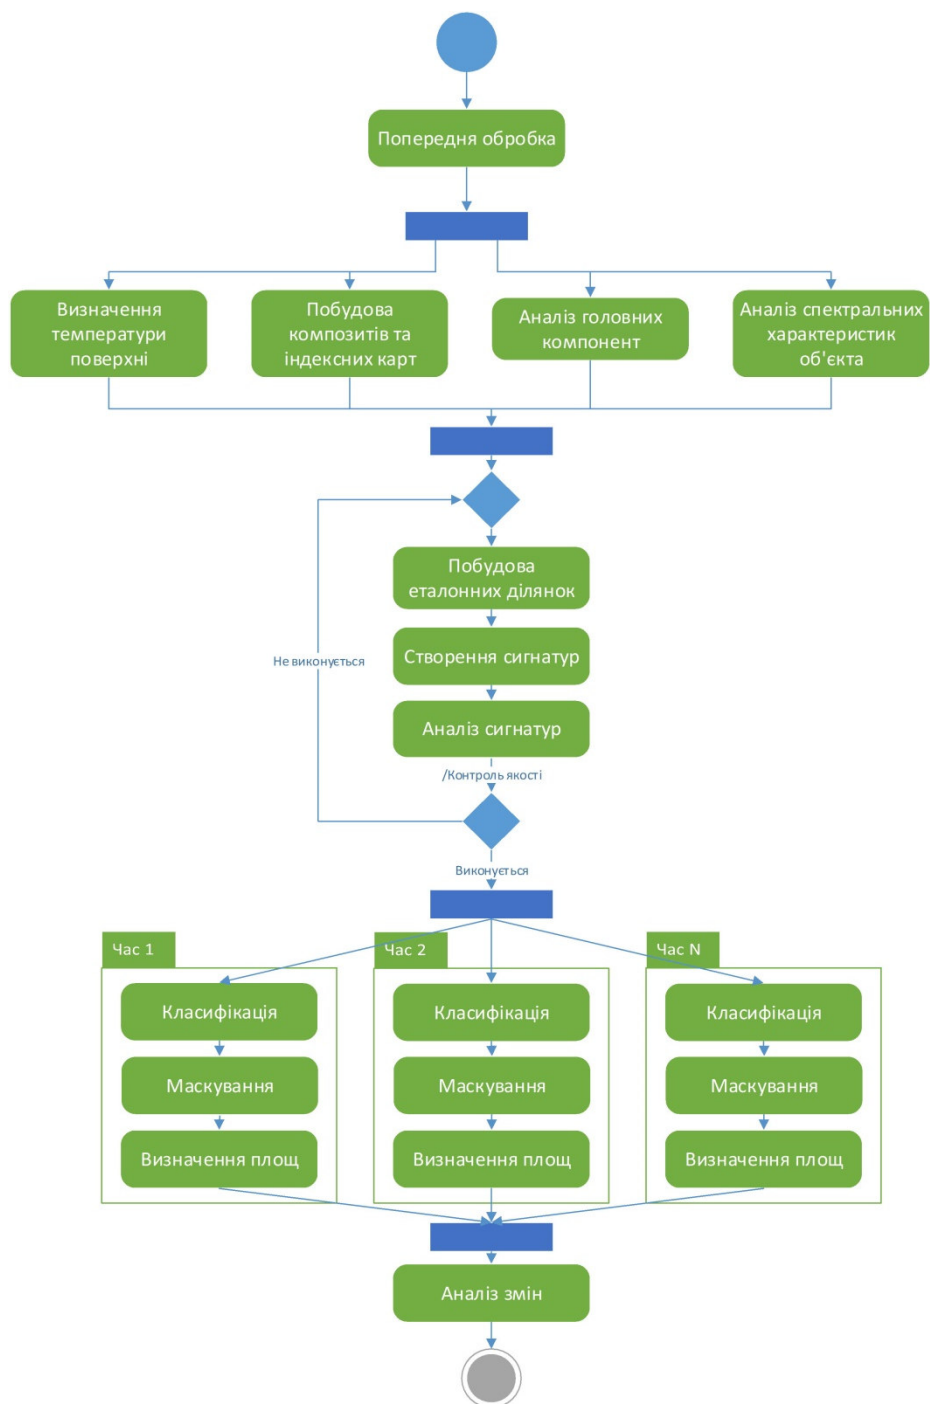 Попередня обробка
Визначення
температури
поверхні
Побудова
композитів та
індексних карт
Аналіз головних
компонент
Аналіз спектральних
характеристик
об'єкта
Побудова
еталонних ділянок
Не виконується
Створення сигнатур
Аналіз сигнатур
/Контроль якості
Виконується
Час 1
Час 2
Час N
Класифікація
Класифікація
Класифікація
Маскування
Маскування
Маскування
Визначення площ
Визначення площ
Визначення площ
Аналіз змін